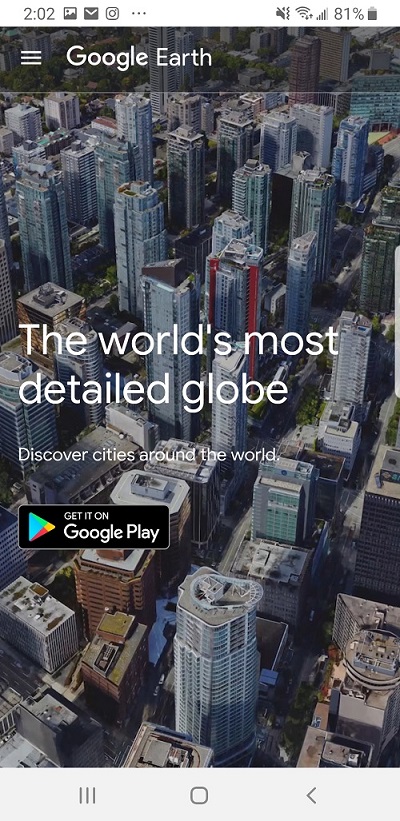 2:02 81%
Google Earth
The world's most
detailed globe
Discover cities around the world.
GET IT ON
Google Play